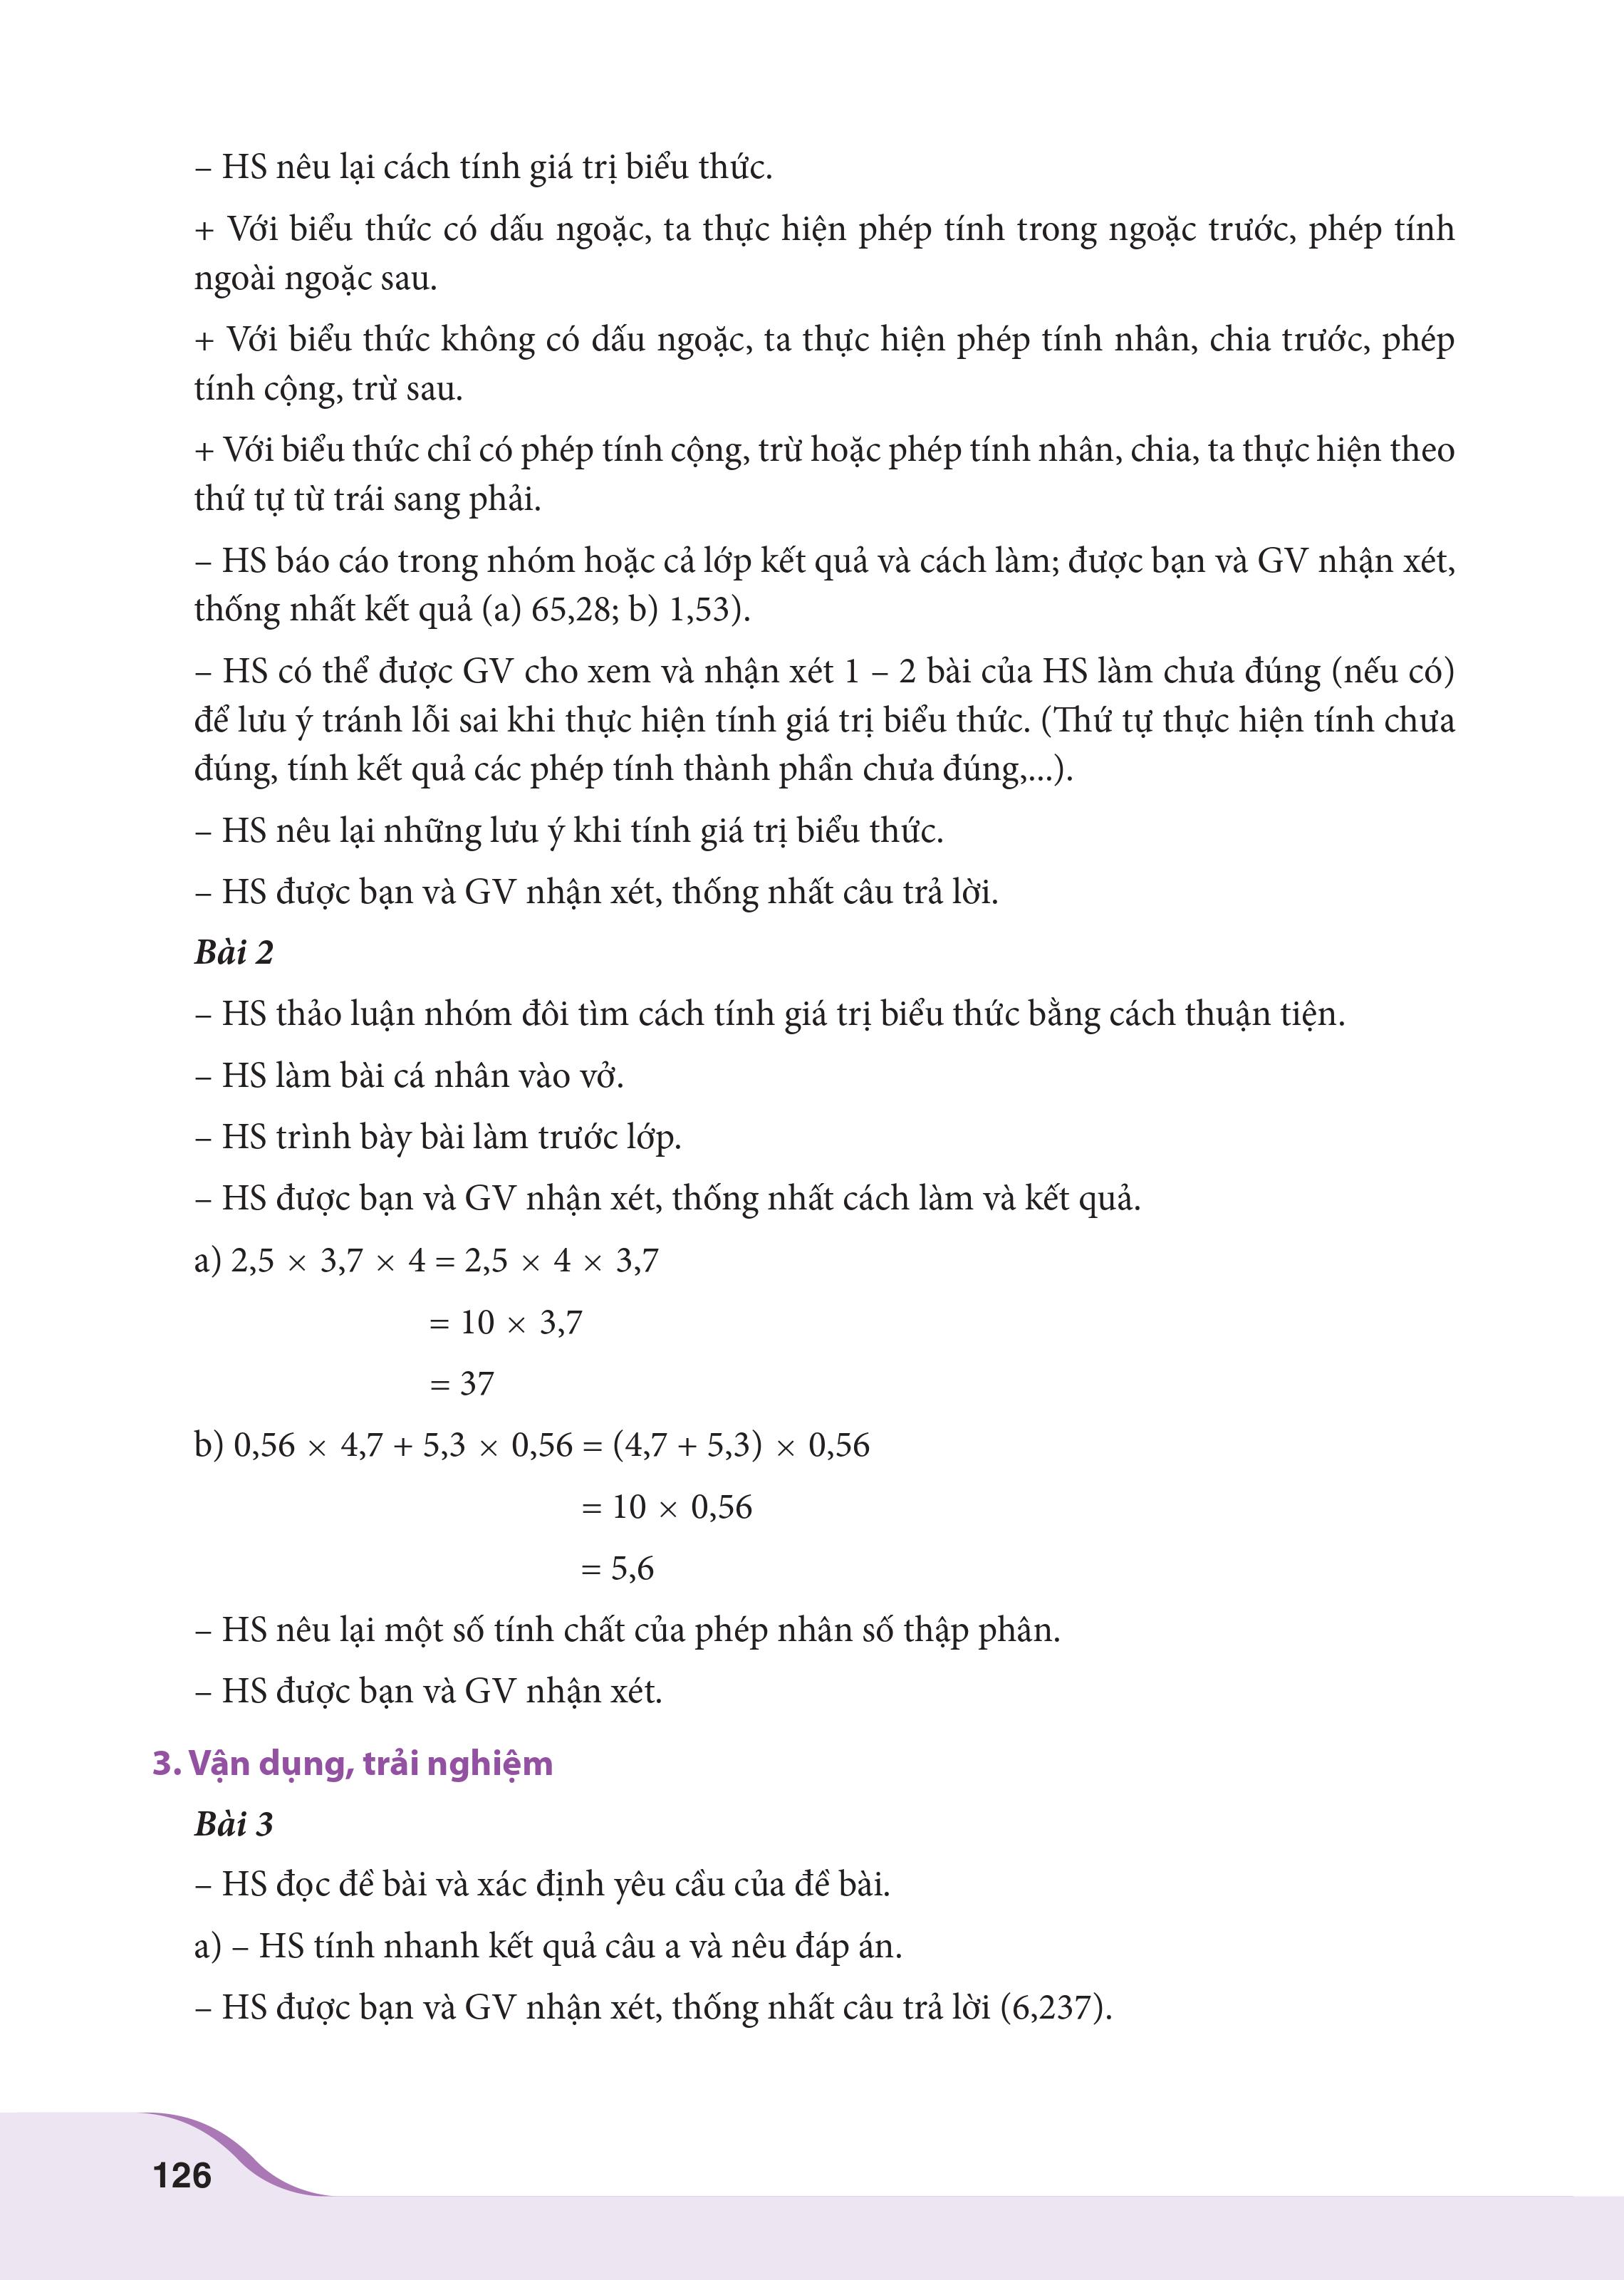 – HS nêu lại cách tính giá trị biểu thức.
+ Với biểu thức có dấu ngoặc, ta thực hiện phép tính trong ngoặc trước, phép tính
ngoài ngoặc sau.
+ Với biểu thức không có dấu ngoặc, ta thực hiện phép tính nhân, chia trước, phép
tính cộng, trừ sau.
+ Với biểu thức chỉ có phép tính cộng, trừ hoặc phép tính nhân, chia, ta thực hiện theo
thứ tự từ trái sang phải.
– HS báo cáo trong nhóm hoặc cả lớp kết quả và cách làm; được bạn và GV nhận xét,
thống nhất kết quả (a) 65,28; b) 1,53).
– HS có thể được GV cho xem và nhận xét 1 – 2 bài của HS làm chưa đúng (nếu có)
để lưu ý tránh lỗi sai khi thực hiện tính giá trị biểu thức. (Thứ tự thực hiện tính chưa
đúng, tính kết quả các phép tính thành phần chưa đúng,...).
– HS nêu lại những lưu ý khi tính giá trị biểu thức.
– HS được bạn và GV nhận xét, thống nhất câu trả lời.
Bài 2
– HS thảo luận nhóm đôi tìm cách tính giá trị biểu thức bằng cách thuận tiện.
– HS làm bài cá nhân vào vở.
– HS trình bày bài làm trước lớp.
– HS được bạn và GV nhận xét, thống nhất cách làm và kết quả.
a) 2,5 × 3,7 × 4 = 2,5 × 4 × 3,7
= 10 × 3,7
= 37
b) 0,56 × 4,7 + 5,3 × 0,56 = (4,7 + 5,3) × 0,56
= 10 × 0,56
= 5,6
– HS nêu lại một số tính chất của phép nhân số thập phân.
– HS được bạn và GV nhận xét.
3. Vận dụng, trải nghiệm
Bài 3
– HS đọc đề bài và xác định yêu cầu của đề bài.
a) – HS tính nhanh kết quả câu a và nêu đáp án.
– HS được bạn và GV nhận xét, thống nhất câu trả lời (6,237).
126